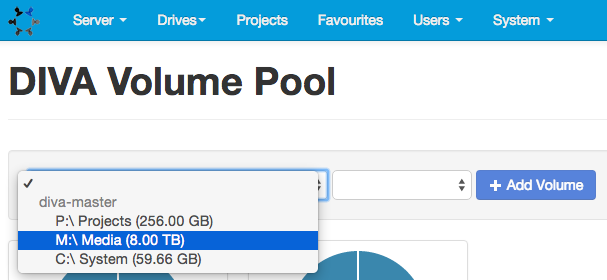 Server Drives Projects Favourites Users System
DIVA Volume Pool
+ Add Volume
diva-master
P:\ Projects (256.00 GB)
M:\ Media (8.00 TB)
C:\ System (59.66 GB)